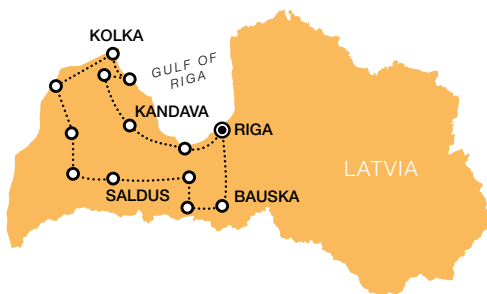 KOLKA
GULF OF
RIGA
KANDAVA
RIGA
LATVIA
SALDUS
BAUSKA